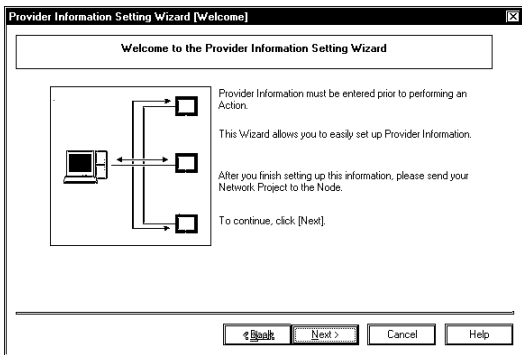 Provider Information Setting Wizard [Welcome]
Welcome to the Provider Information Setting Wizard
Provider Information must be entered prior to performing an
Action.
This Wizard allows you to easily set up Provider Information.
After you finish setting up this information, please send your
Network Project to the Node.
To continue, click [Next].
< Back
Next >
Cancel
Help